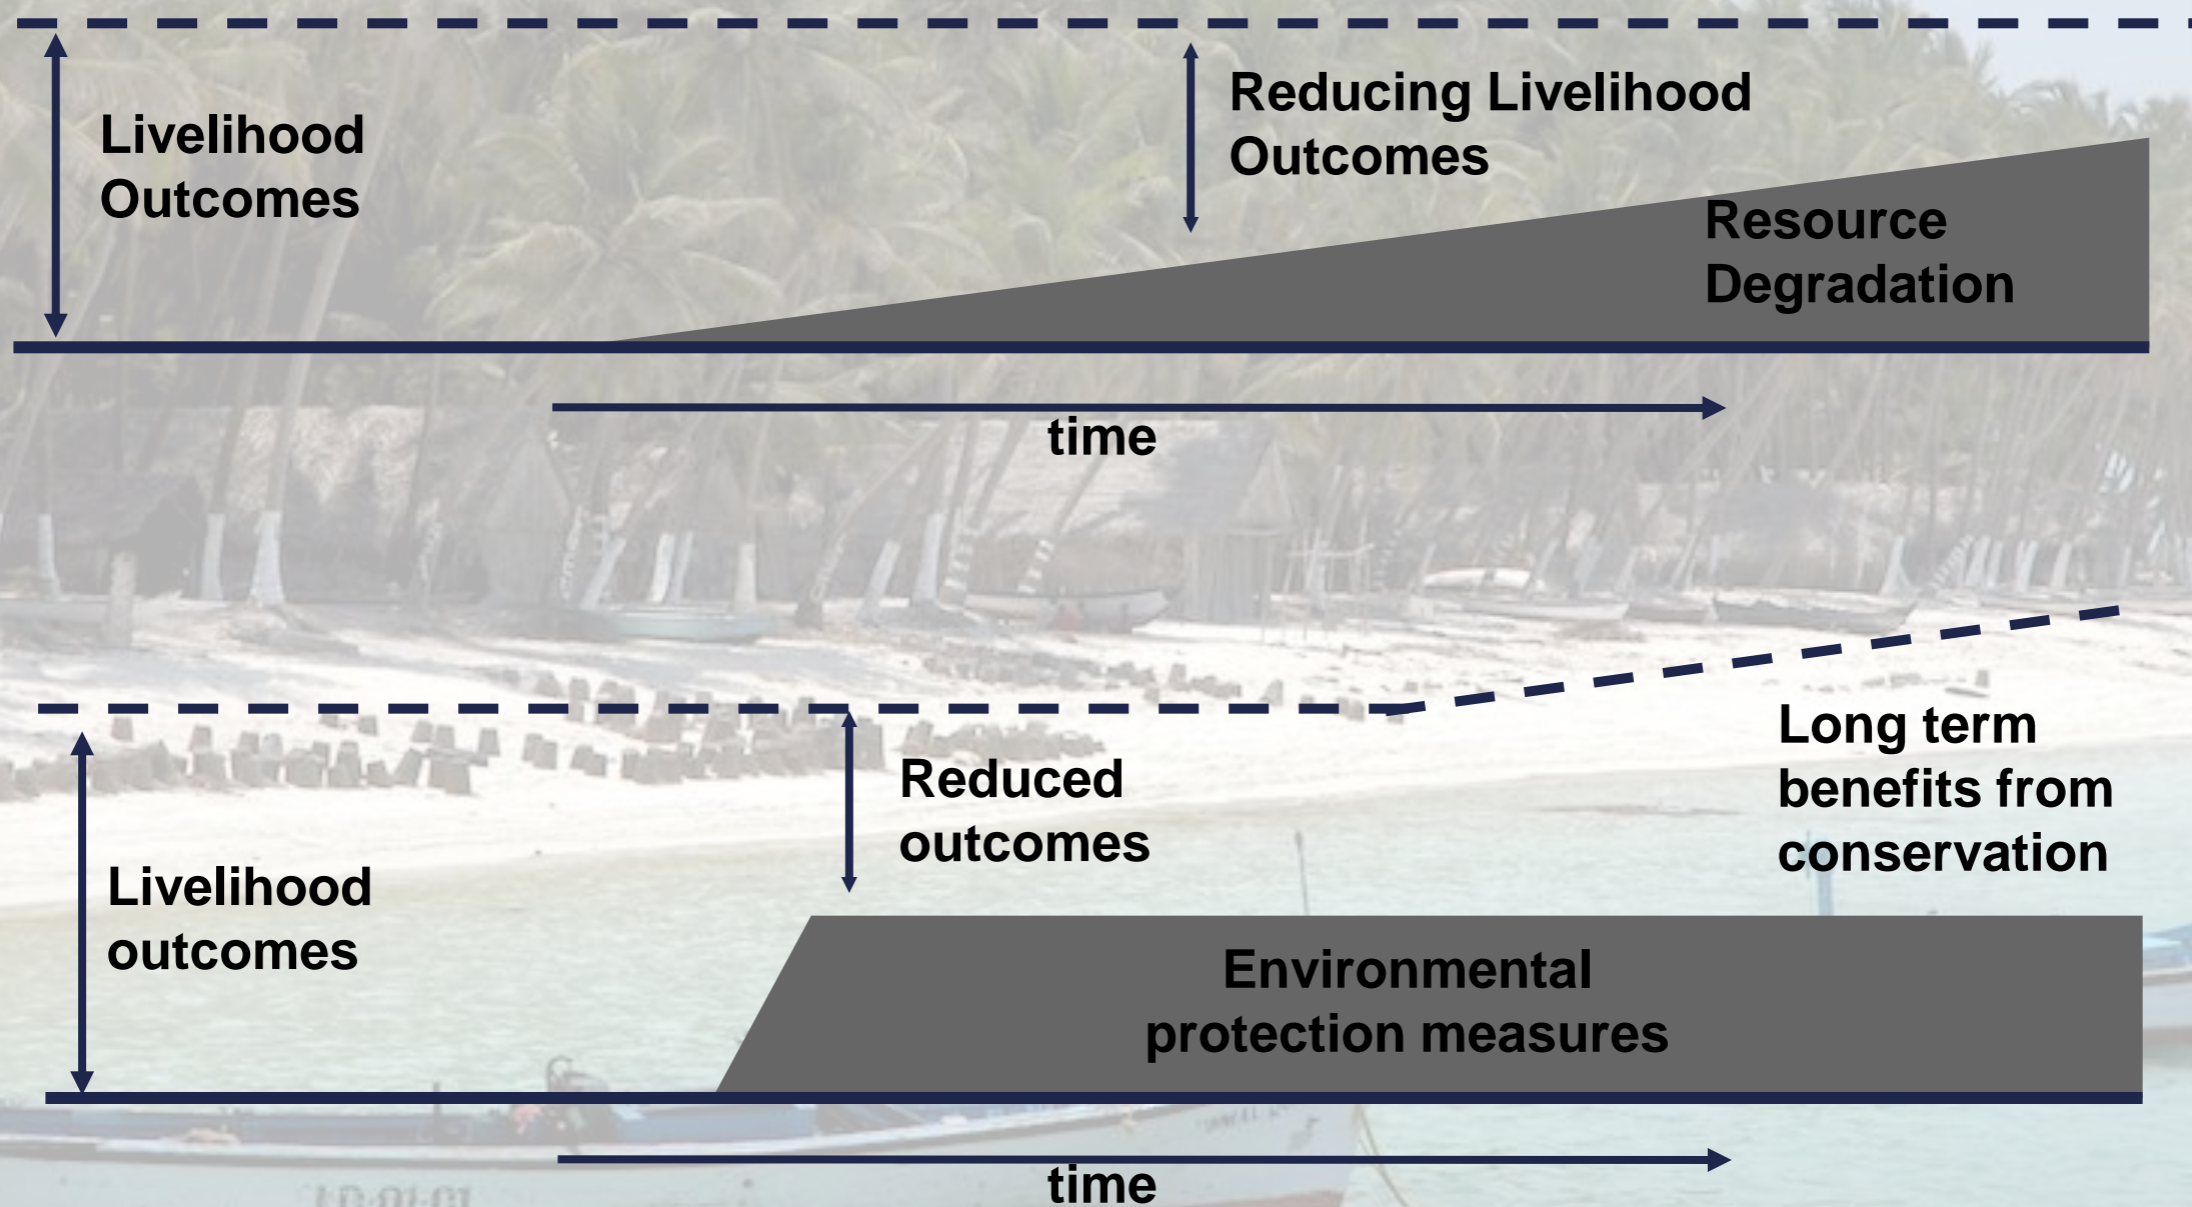 Livelihood
Outcomes
Reducing Livelihood
Outcomes
Resource
Degradation
time
Livelihood
outcomes
Reduced
outcomes
Long term
benefits from
conservation
Environmental
protection measures
time